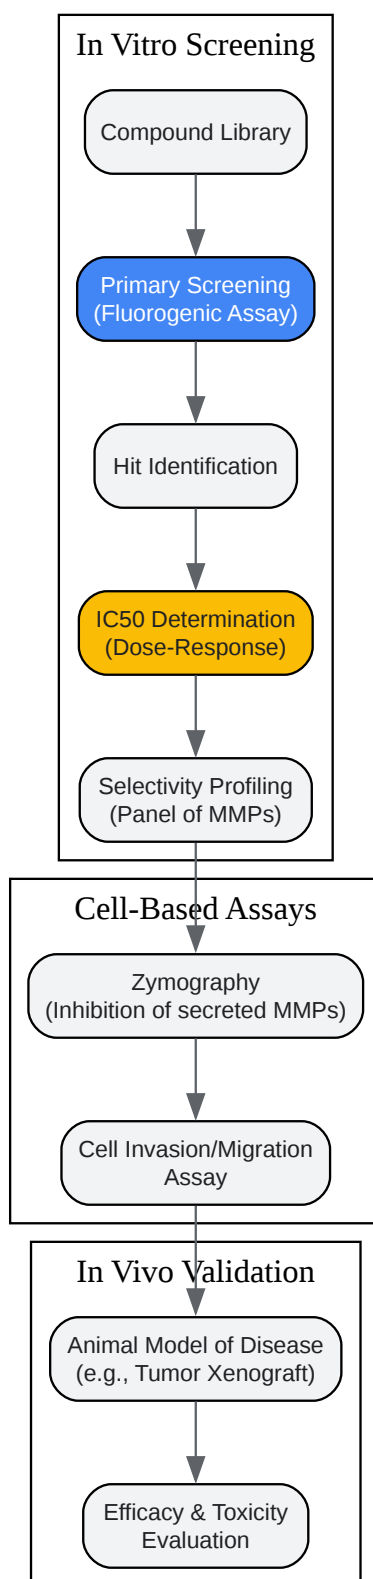 In Vitro Screening
Compound Library
Primary Screening
(Fluorogenic Assay)
Hit Identification
IC50 Determination
(Dose-Response)
Selectivity Profiling
(Panel of MMPs)
Cell-Based Assays
Zymography
(Inhibition of secreted MMPs)
Cell Invasion/Migration
Assay
In Vivo Validation
Animal Model of Disease
(e.g., Tumor Xenograft)
Efficacy & Toxicity
Evaluation